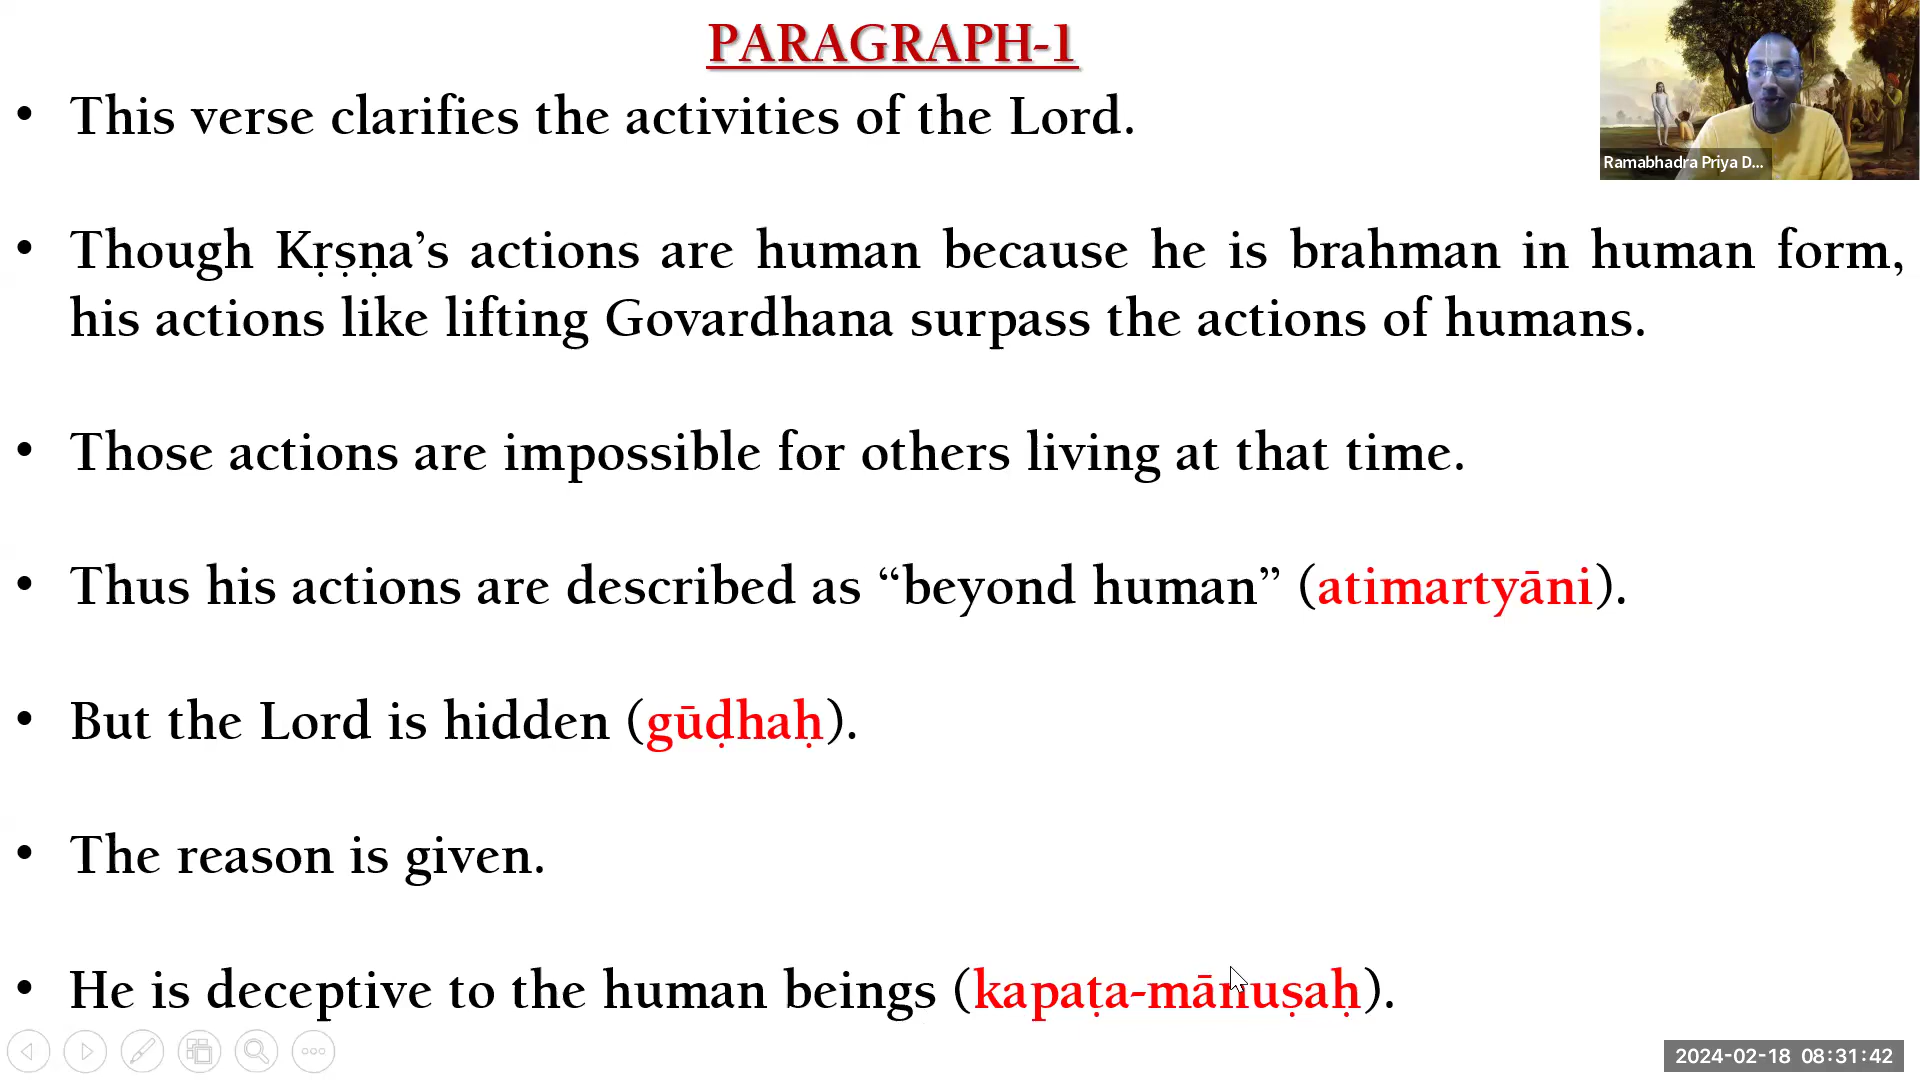 PARAGRAPH-1
• This verse clarifies the activities of the Lord.
• Though Kṛṣṇa’s actions are human because he is brahman in human form,
his actions like lifting Govardhana surpass the actions of humans.
• Those actions are impossible for others living at that time.
• Thus his actions are described as “beyond human” (atimartyāni).
• But the Lord is hidden (gūḍhaḥ).
• The reason is given.
• He is deceptive to the human beings (kapaṭa-mānuṣaḥ).
Ramabhadra Priya D...
2024-02-18 08:31:42